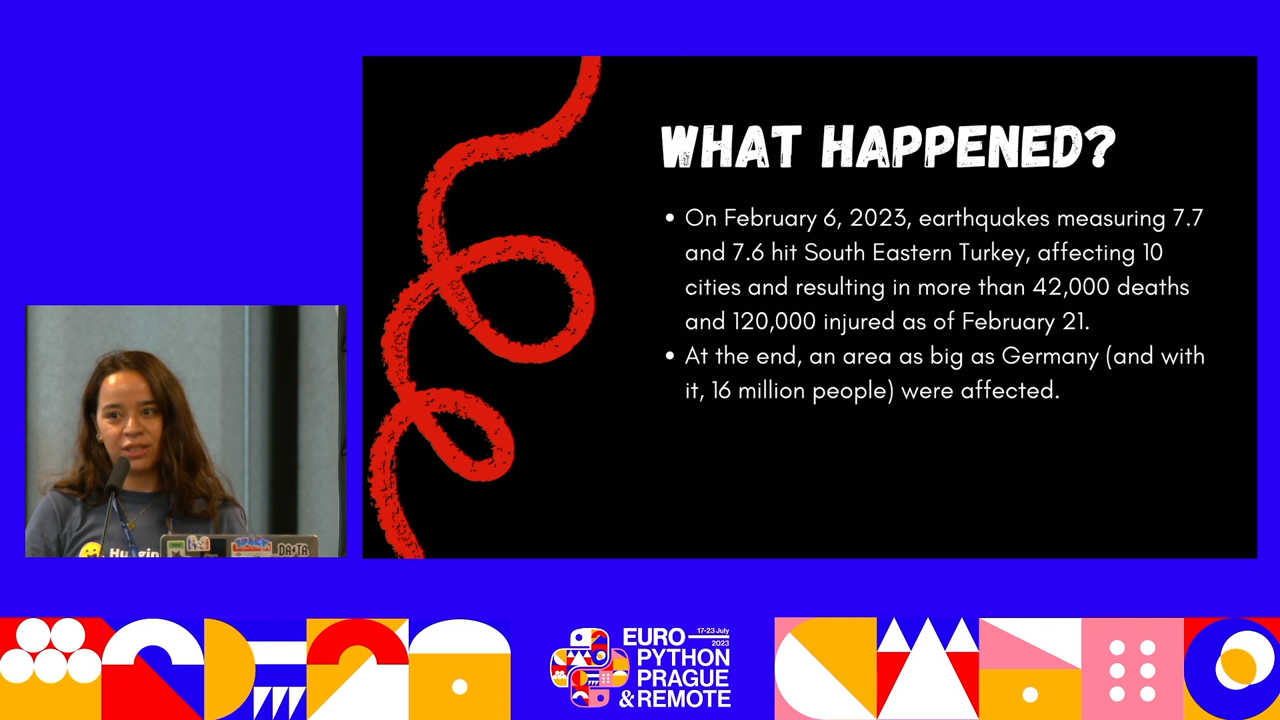 WHAT HAPPENED?
• On February 6, 2023, earthquakes measuring 7.7
and 7.6 hit South Eastern Turkey, affecting 10
cities and resulting in more than 42,000 deaths
and 120,000 injured as of February 21.
• At the end, an area as big as Germany (and with
it, 16 million people) were affected.
Huggin
DATA
EURO
17-23 July
2023
PYTHON
PRAGUE
& REMOTE